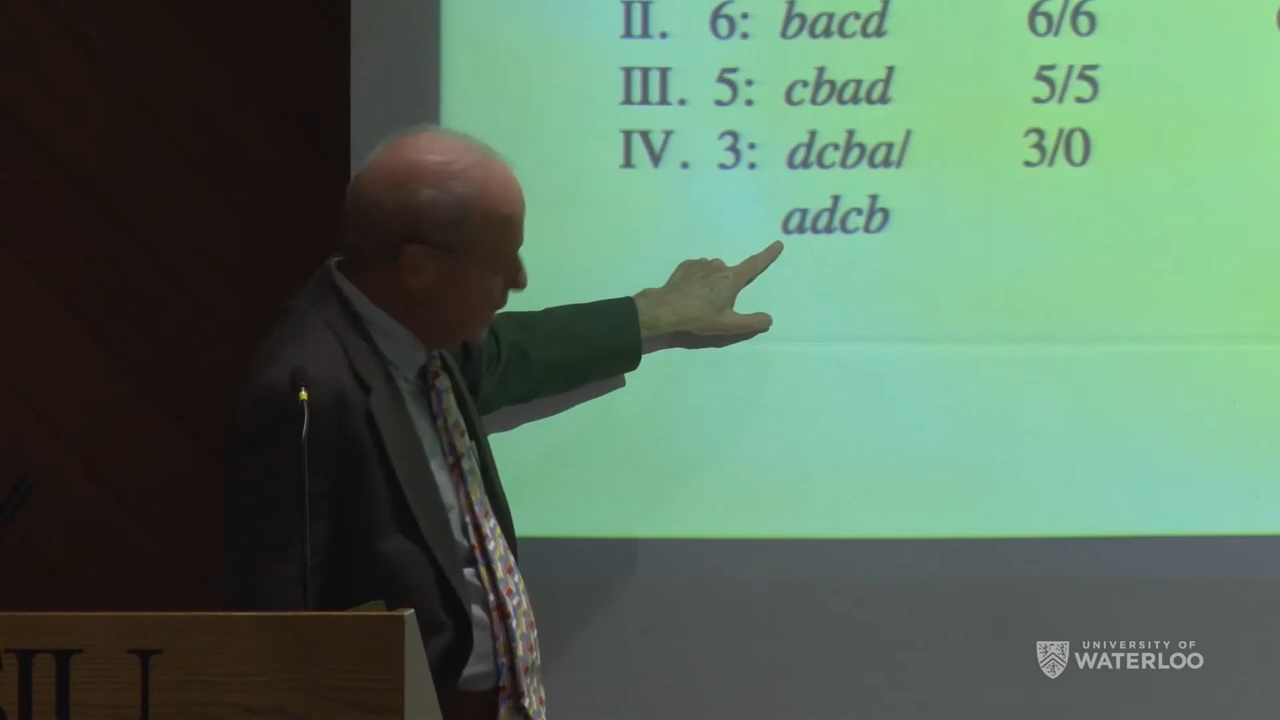 II. 6: bacd 6/6
III. 5: cbad 5/5
IV. 3: dcba/ 3/0
adcb
UNIVERSITY OF
WATERLOO